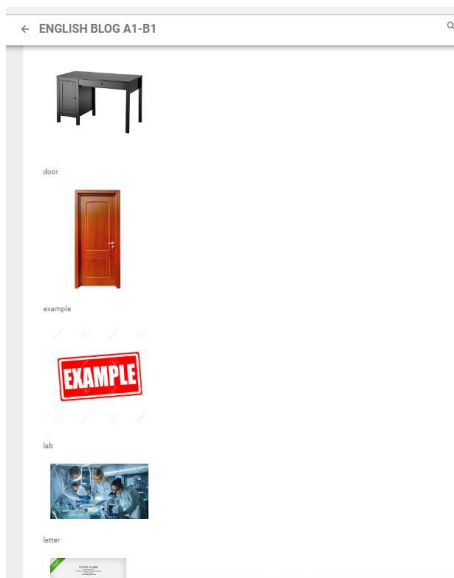 ENGLISH BLOG A1-B1
door
example
EXAMPLE
lab
letter